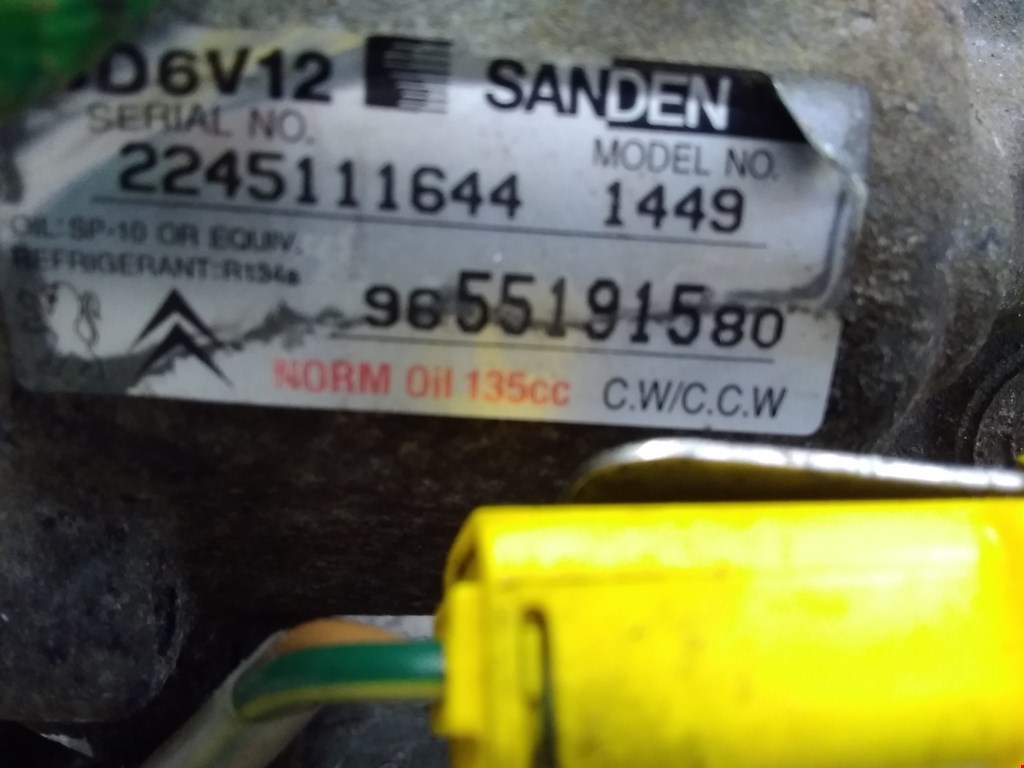 D6V12 SANDEN
SERIAL NO. MODEL NO.
2245111644 1449
OIL: SP-10 OR EQUIV.
REFRIGERANT: R134a
9655191580
NORM Oil 135cc C.W/C.C.W